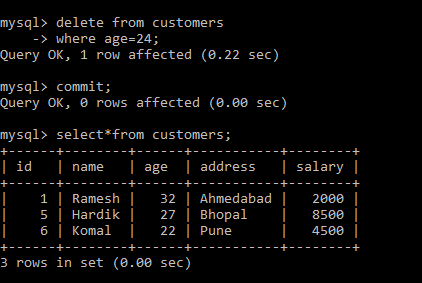 mysql> delete from customers
    -> where age=24;
Query OK, 1 row affected (0.22 sec)
mysql> commit;
Query OK, 0 rows affected (0.00 sec)
mysql> select*from customers;
+----+--------+-----+-----------+--------+
| id | name   | age | address   | salary |
+----+--------+-----+-----------+--------+
|  1 | Ramesh |  32 | Ahmedabad |   2000 |
|  5 | Hardik |  27 | Bhopal    |   8500 |
|  6 | Komal  |  22 | Pune      |   4500 |
+----+--------+-----+-----------+--------+
3 rows in set (0.00 sec)